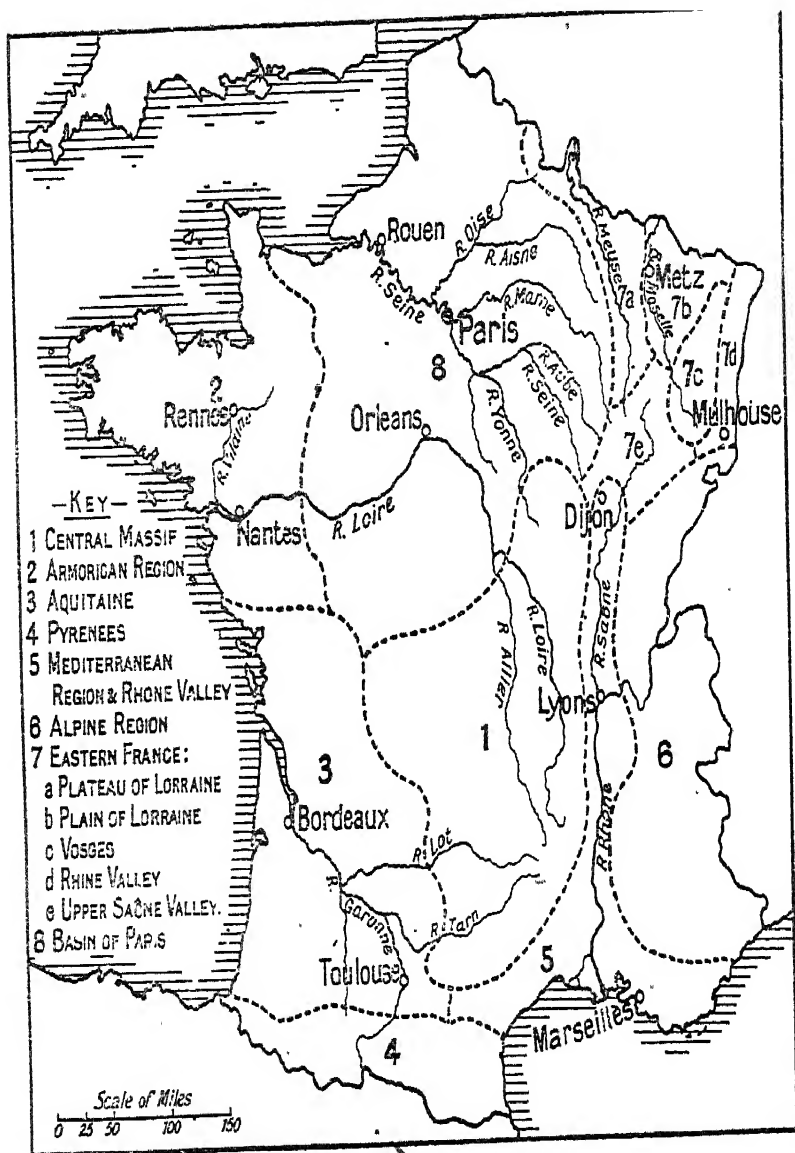 Rouen
R. Oise
R. Aisne
R. Meuse
7a
Metz
R. Moselle
7b
7c
7d
R. Seine
Paris
R. Marne
8
R. Aube
R. Seine
R. Yonne
Mulhouse
7e
2
Rennes
R. Vilaine
Orleans
Dijon
Nantes
R. Loire
—KEY—
1 CENTRAL MASSIF
2 ARMORICAN REGION
3 AQUITAINE
4 PYRENEES
5 MEDITERRANEAN
REGION & RHONE VALLEY
6 ALPINE REGION
7 EASTERN FRANCE:
a PLATEAU OF LORRAINE
b PLAIN OF LORRAINE
c VOSGES
d RHINE VALLEY
e UPPER SAÔNE VALLEY.
8 BASIN OF PARIS
R. Saône
R. Loire
R. Allier
Lyons
1
6
3
Bordeaux
R. Rhône
R. Lot
R. Garonne
R. Tarn
Toulouse
5
Marseilles
4
Scale of Miles
0 25 50 100 150